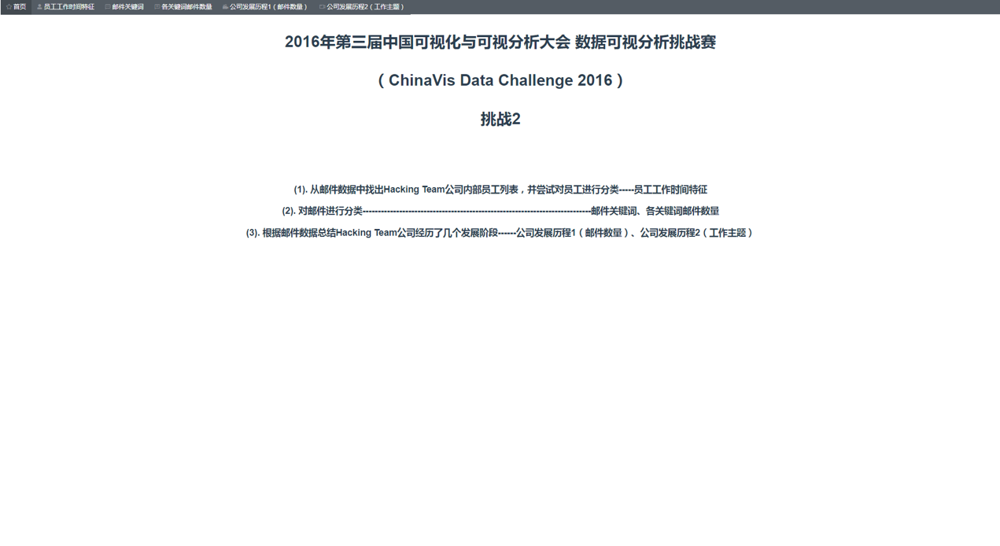 首页 员工工作时间特征 邮件关键词 各关键词邮件数量 公司发展历程1（邮件数量） 公司发展历程2（工作主题）
2016年第三届中国可视化与可视分析大会 数据可视分析挑战赛
（ChinaVis Data Challenge 2016）
挑战2
(1). 从邮件数据中找出Hacking Team公司内部员工列表，并尝试对员工进行分类-----员工工作时间特征
(2). 对邮件进行分类--------------------------------------------------------------------------邮件关键词、各关键词邮件数量
(3). 根据邮件数据总结Hacking Team公司经历了几个发展阶段------公司发展历程1（邮件数量）、公司发展历程2（工作主题）